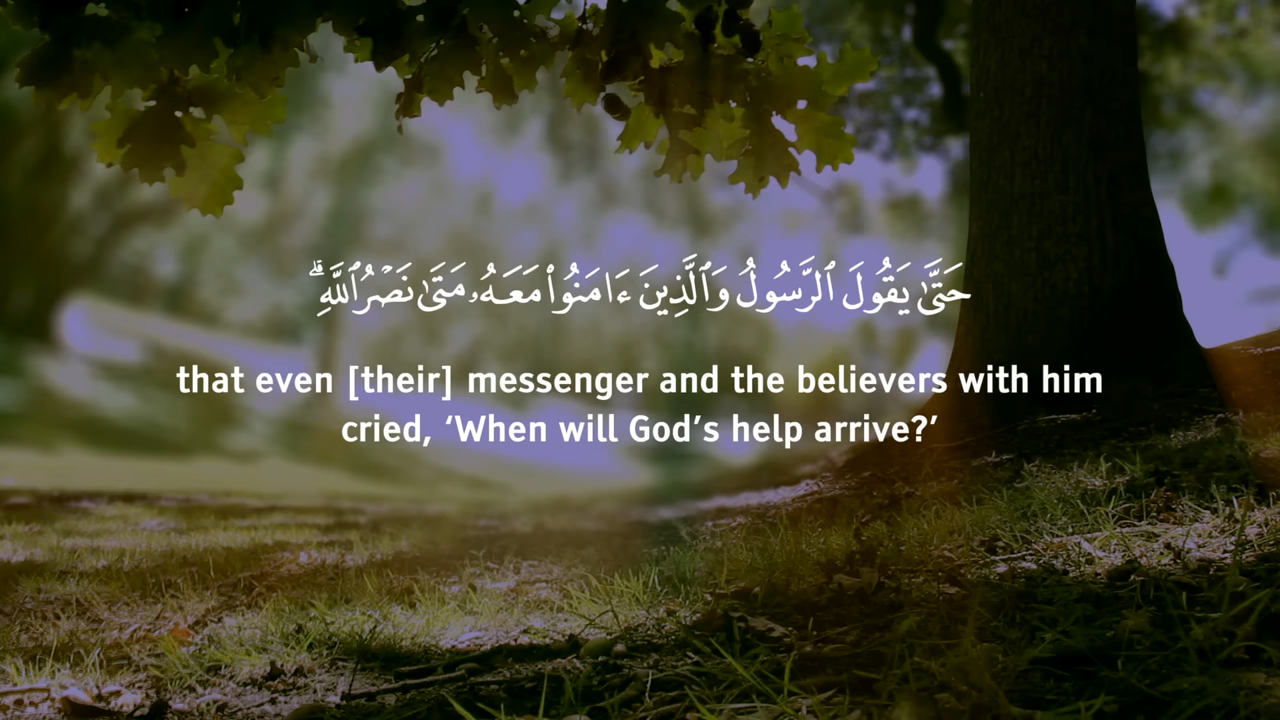 حَتَّىٰ يَقُولَ ٱلرَّسُولُ وَٱلَّذِينَ ءَامَنُوا۟ مَعَهُۥ مَتَىٰ نَصْرُ ٱللَّهِ ۗ
that even [their] messenger and the believers with him
cried, ‘When will God’s help arrive?’